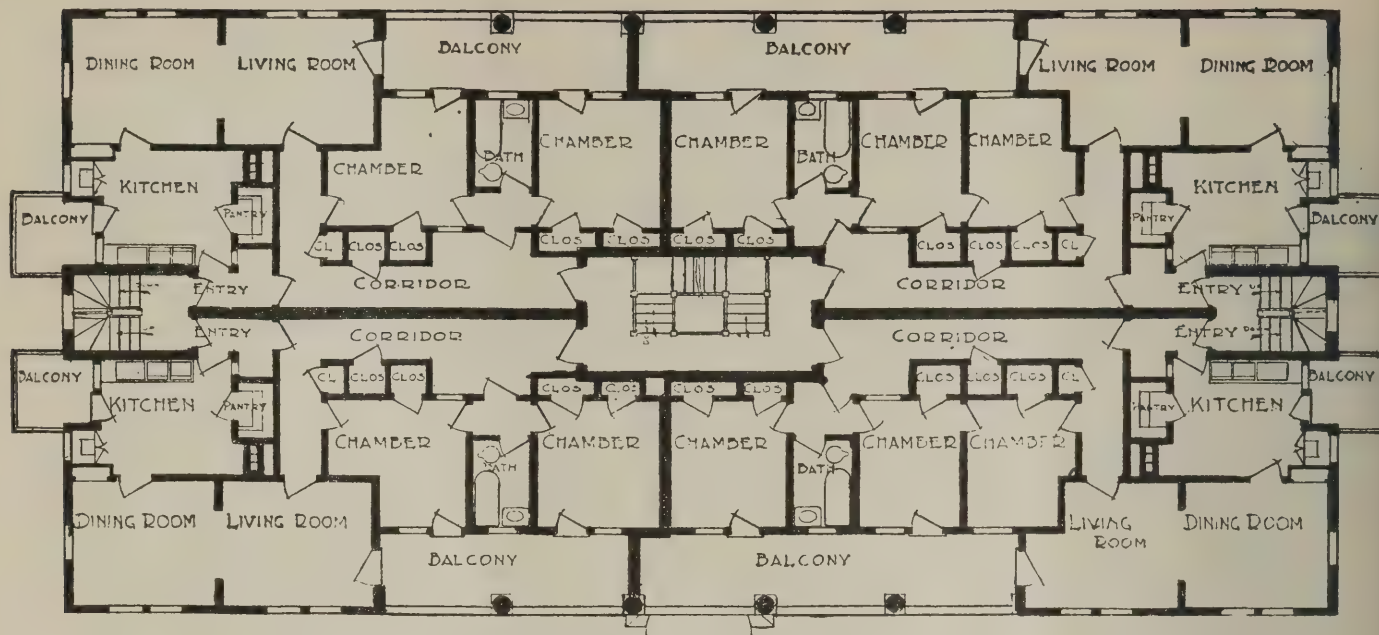 BALCONY
BALCONY
DINING ROOM
LIVING ROOM
LIVING ROOM
DINING ROOM
CHAMBER
BATH
CHAMBER
CHAMBER
BATH
CHAMBER
CHAMBER
KITCHEN
KITCHEN
BALCONY
PANTRY
PANTRY
BALCONY
CL
CLOS
CLOS
CLOS
CLOS
CLOS
CLOS
CLOS
CLOS
CLOS
CL
ENTRY
CORRIDOR
CORRIDOR
ENTRY
ENTRY
CORRIDOR
CORRIDOR
ENTRY
BALCONY
CL
CLOS
CLOS
CLOS
CLOS
CLOS
CLOS
CLOS
CLOS
CLOS
CL
BALCONY
KITCHEN
PANTRY
PANTRY
KITCHEN
CHAMBER
CHAMBER
CHAMBER
CHAMBER
CHAMBER
BATH
BATH
DINING ROOM
LIVING ROOM
LIVING
ROOM
DINING ROOM
BALCONY
BALCONY